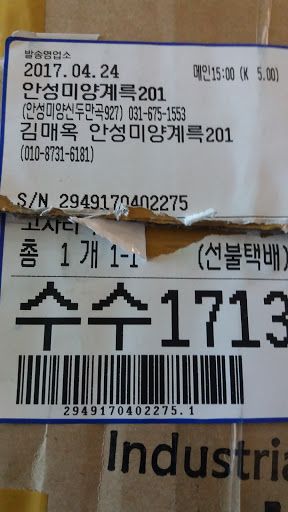 발송영업소
2017.04.24 메인15:00 (K 5.00)
안성미양계륵201
(안성미양신두만곡927) 031-675-1553
김매옥 안성미양계륵201
(010-8731-6181)
S/N 2949170402275
고사리
총 1 개 1-1 (선불택배)
수수1713
2949170402275.1
Industria